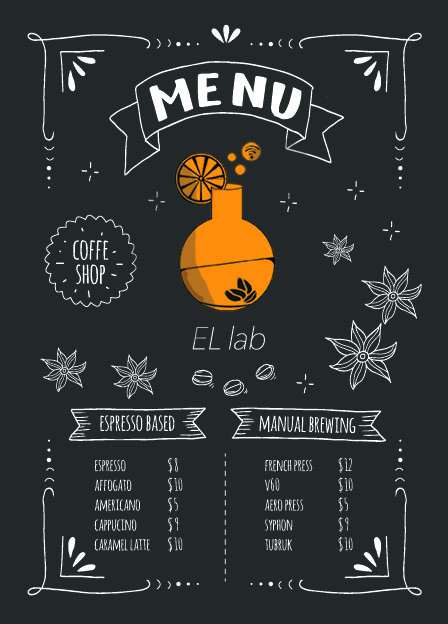 MENU
COFFE
SHOP
EL lab
ESPRESSO BASED
ESPRESSO $8
AFFOGATO $10
AMERICANO $5
CAPPUCINO $9
CARAMEL LATTE $10
MANUAL BREWING
FRENCH PRESS $12
V60 $10
AERO PRESS $5
SYPHON $9
TUBRUK $10